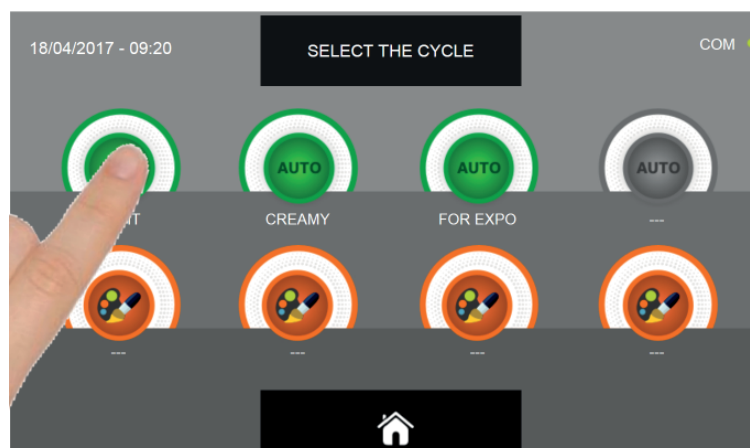 18/04/2017 - 09:20
SELECT THE CYCLE
COM
AUTO
AUTO
AUTO
CREAMY
FOR EXPO
---
---
---
---
---